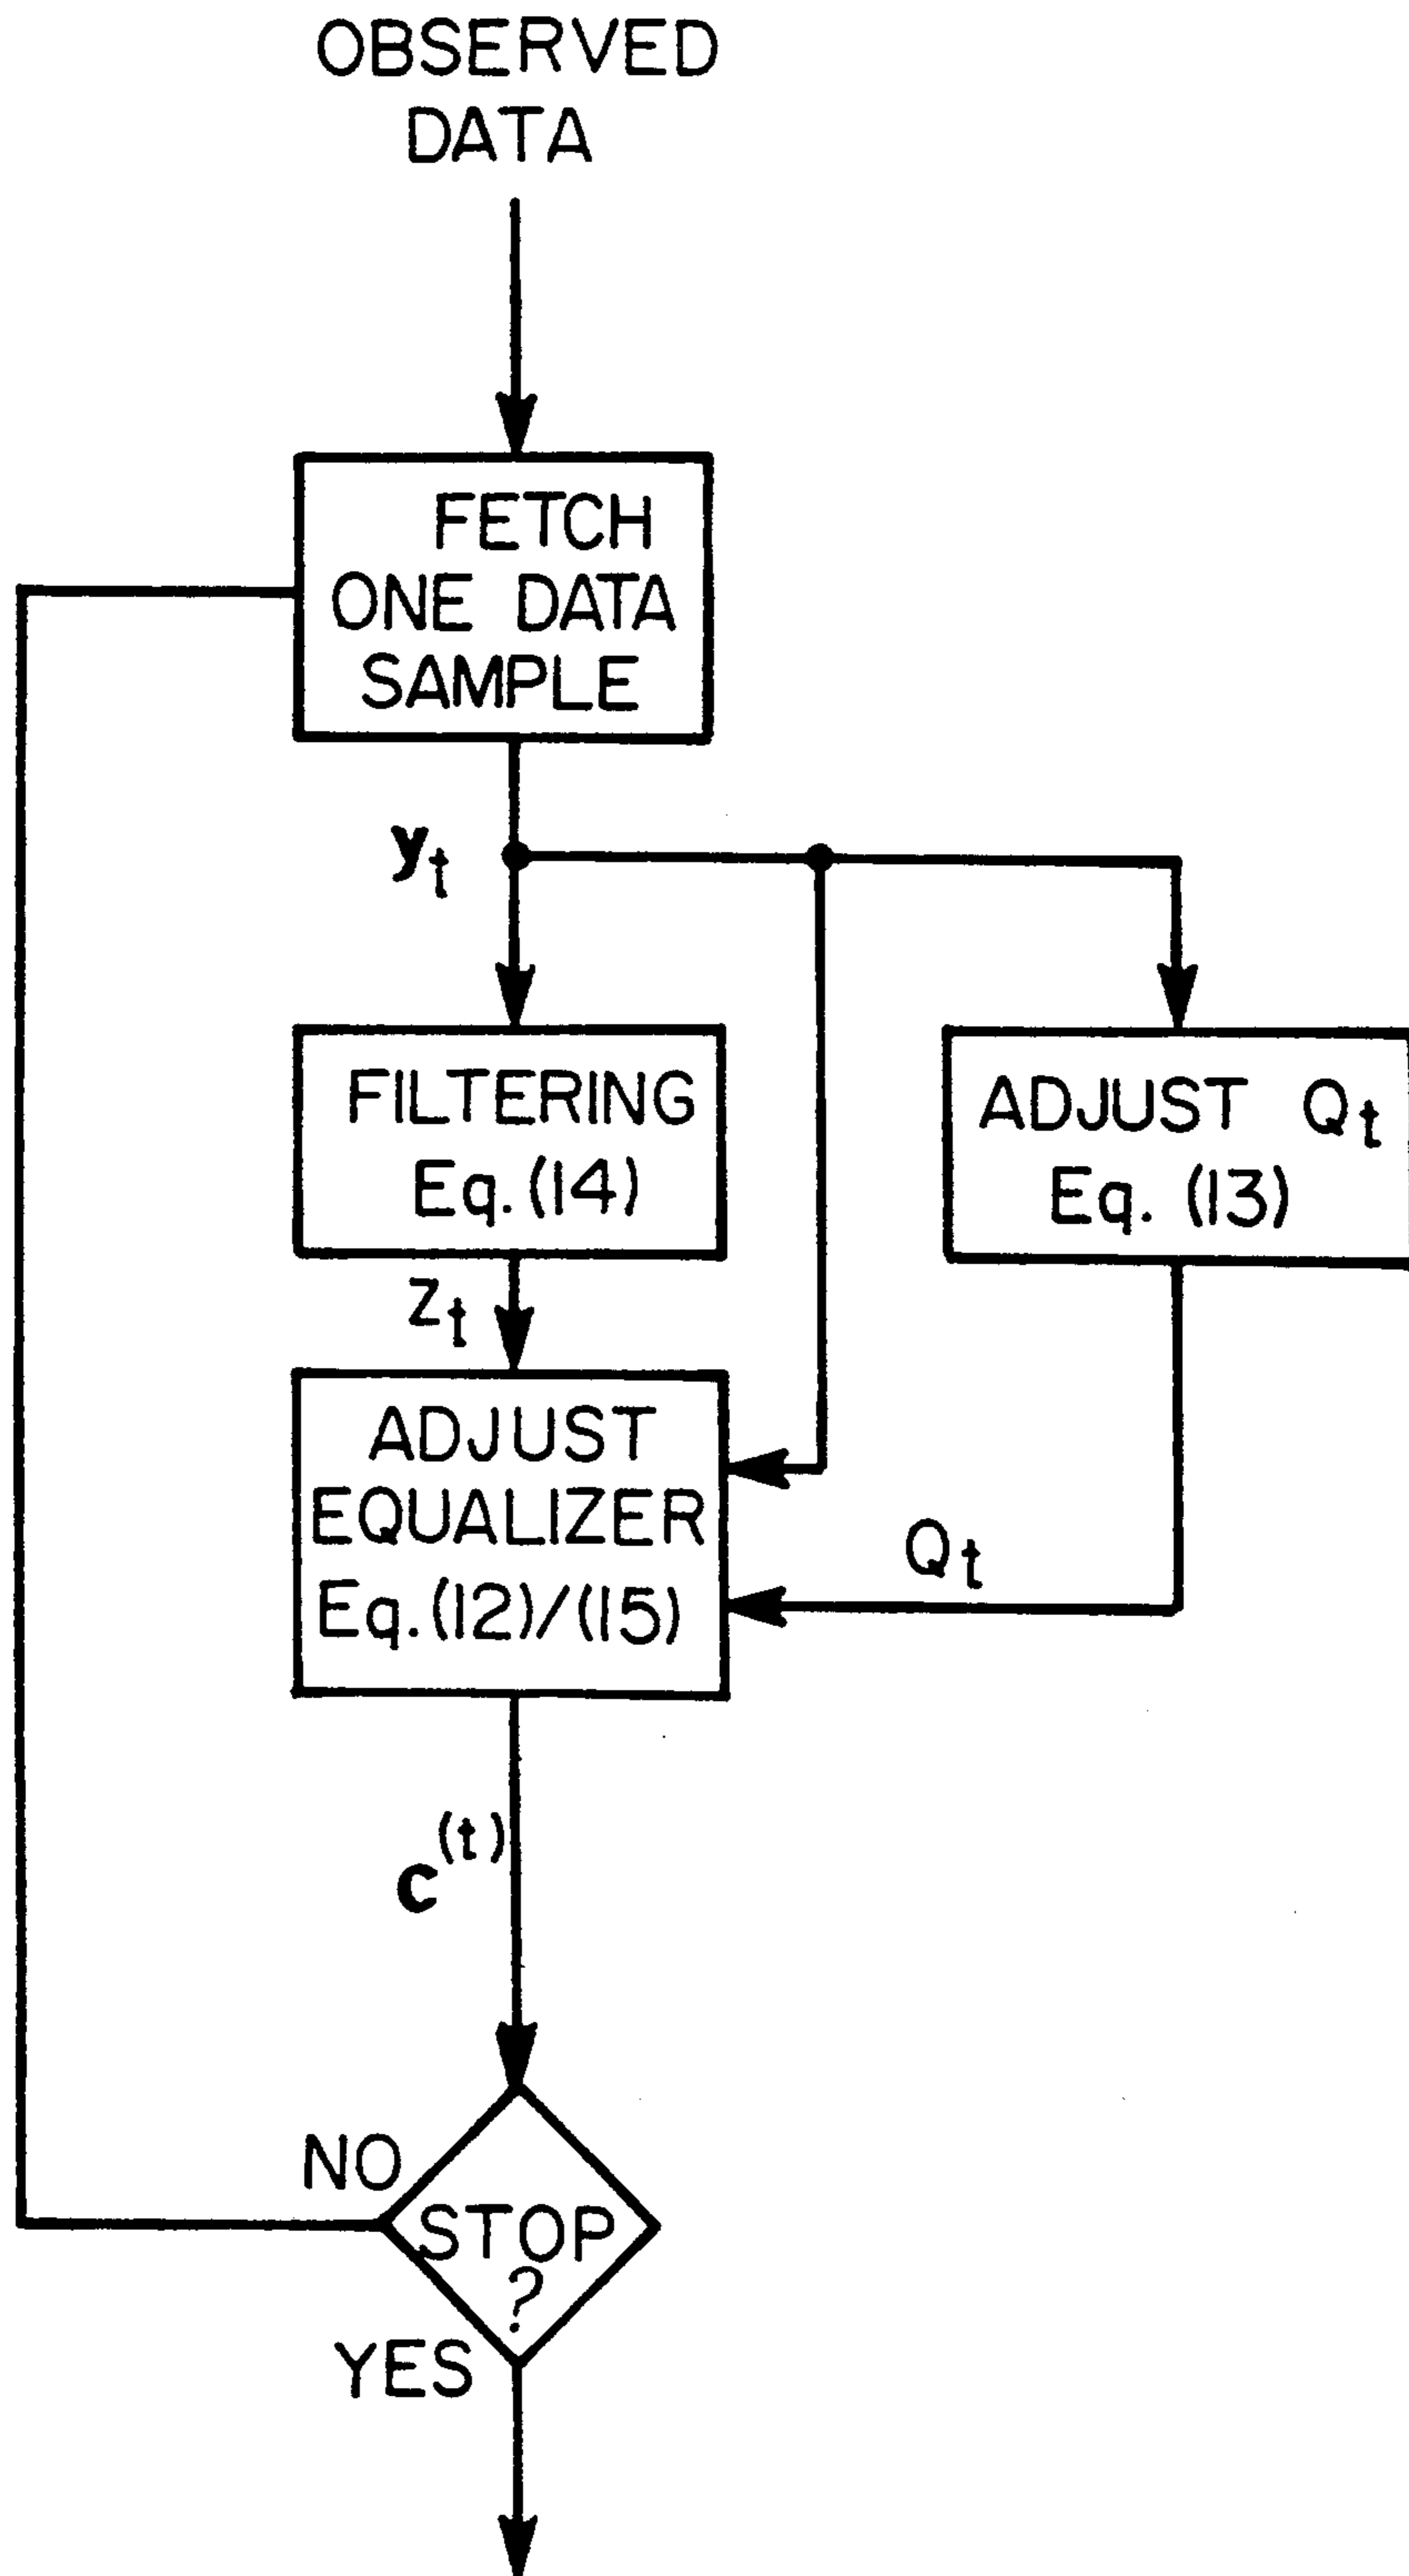 OBSERVED
DATA
FETCH
ONE DATA
SAMPLE
y_t
FILTERING
Eq. (14)
ADJUST Q_t
Eq. (13)
z_t
ADJUST
EQUALIZER
Eq. (12)/(15)
Q_t
c^(t)
NO
STOP
?
YES